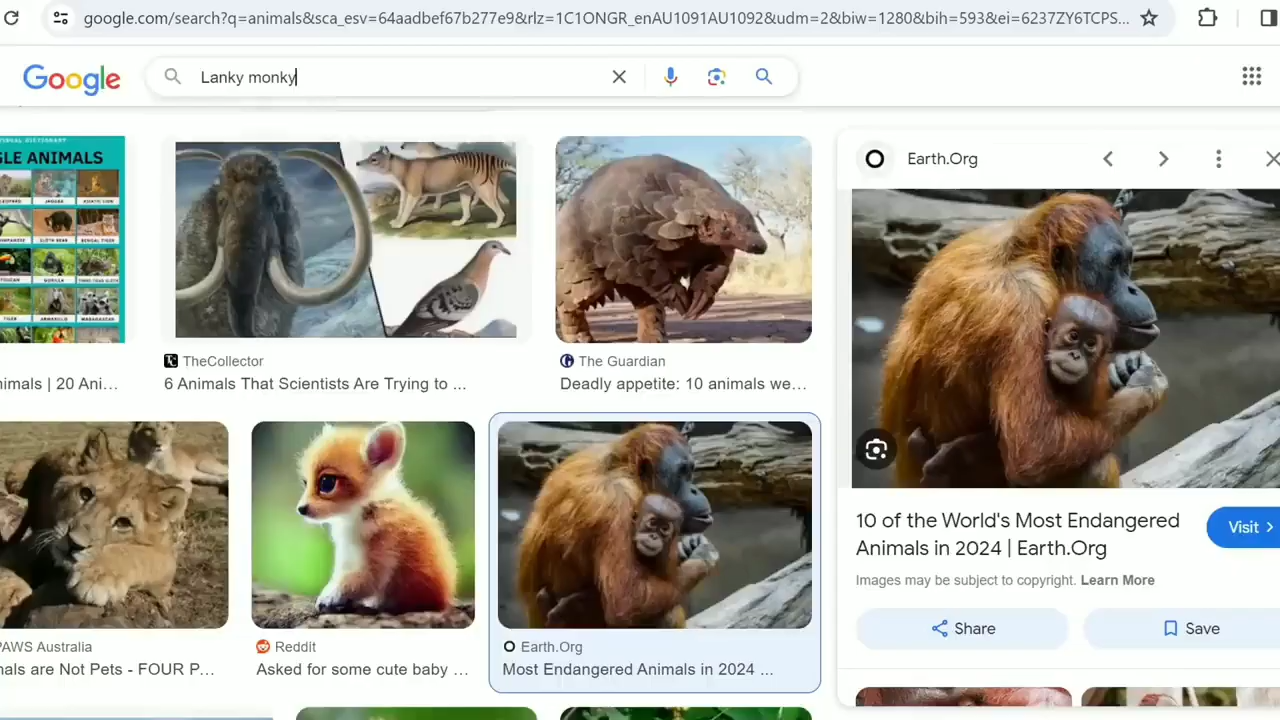 google.com/search?q=animals&sca_esv=64aadbef67b277e9&rlz=1C1ONGR_enAU1091AU1092&udm=2&biw=1280&bih=593&ei=6237ZY6TCPS...
Google
Lanky monky
GLE ANIMALS
Earth.Org
TheCollector
6 Animals That Scientists Are Trying to ...
The Guardian
Deadly appetite: 10 animals we...
nimals | 20 Ani...
10 of the World's Most Endangered
Animals in 2024 | Earth.Org
Visit
Images may be subject to copyright. Learn More
Share
Save
PAWS Australia
nals are Not Pets - FOUR P...
Reddit
Asked for some cute baby ...
Earth.Org
Most Endangered Animals in 2024 ...